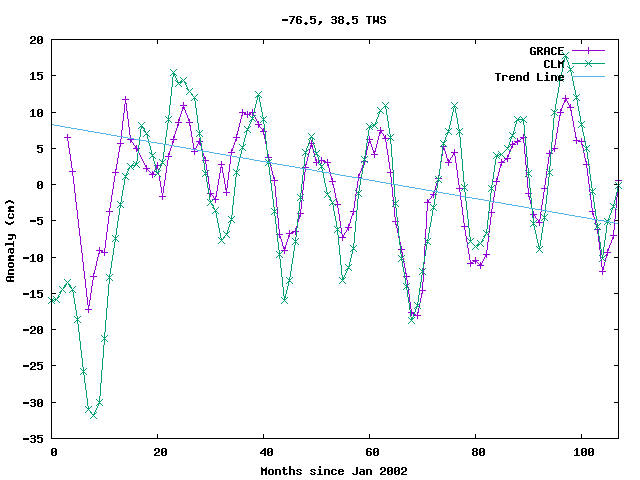 -76.5, 38.5 TWS
GRACE
CLM
Trend Line
20
15
10
5
0
-5
-10
-15
-20
-25
-30
-35
Anomaly (cm)
0 20 40 60 80 100
Months since Jan 2002